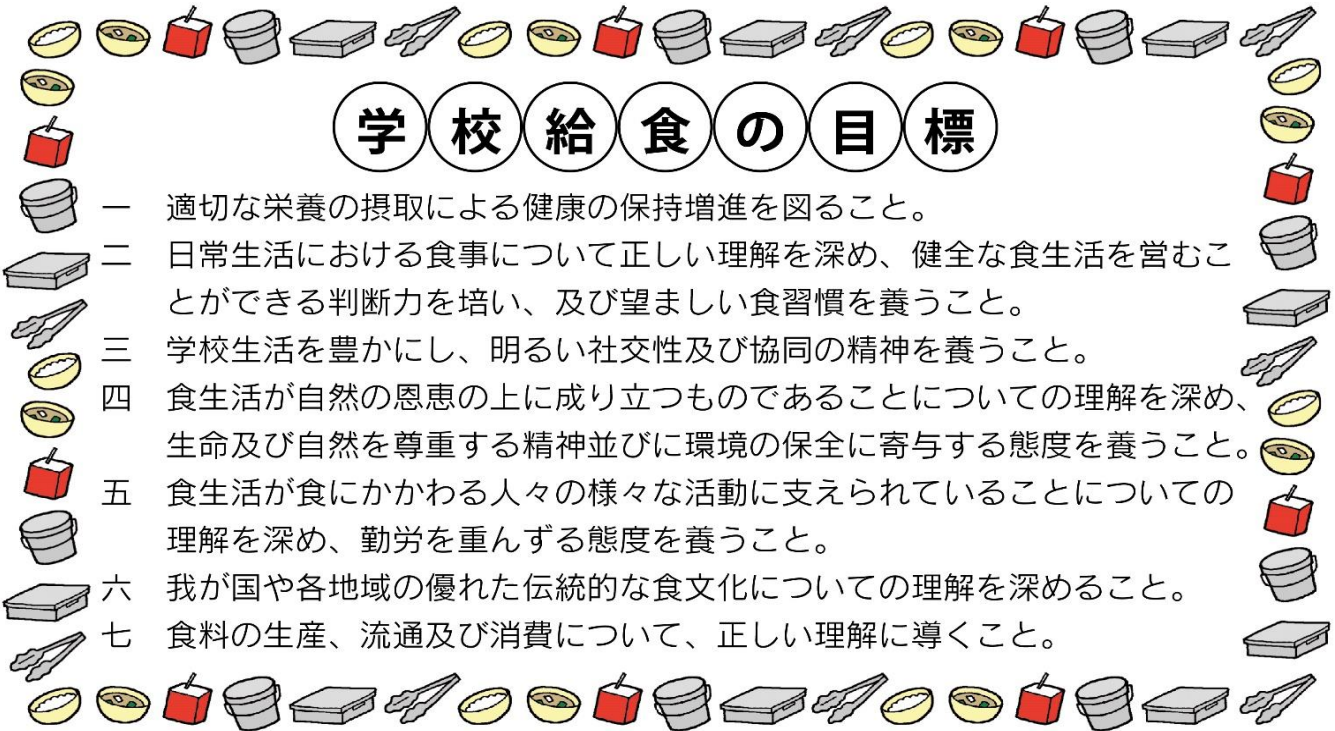 学校給食の目標
一　適切な栄養の摂取による健康の保持増進を図ること。
二　日常生活における食事について正しい理解を深め、健全な食生活を営むこ
とができる判断力を培い、及び望ましい食習慣を養うこと。
三　学校生活を豊かにし、明るい社交性及び協同の精神を養うこと。
四　食生活が自然の恩恵の上に成り立つものであることについての理解を深め、
生命及び自然を尊重する精神並びに環境の保全に寄与する態度を養うこと。
五　食生活が食にかかわる人々の様々な活動に支えられていることについての
理解を深め、勤労を重んずる態度を養うこと。
六　我が国や各地域の優れた伝統的な食文化についての理解を深めること。
七　食料の生産、流通及び消費について、正しい理解に導くこと。